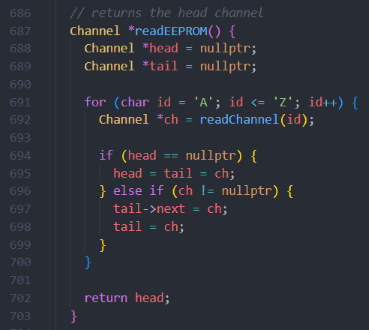 686 // returns the head channel
687 Channel *readEEPROM() {
688   Channel *head = nullptr;
689   Channel *tail = nullptr;
690
691   for (char id = 'A'; id <= 'Z'; id++) {
692     Channel *ch = readChannel(id);
693
694     if (head == nullptr) {
695       head = tail = ch;
696     } else if (ch != nullptr) {
697       tail->next = ch;
698       tail = ch;
699     }
700   }
701
702   return head;
703 }